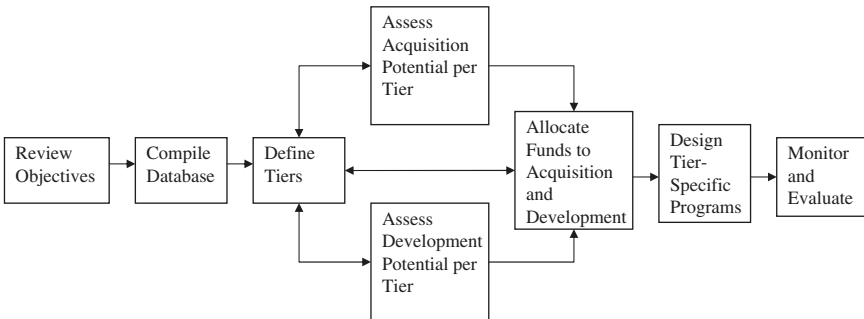 Assess
Acquisition
Potential per
Tier
Review
Objectives
Compile
Database
Define
Tiers
Allocate
Funds to
Acquisition
and
Development
Design
Tier-
Specific
Programs
Monitor
and
Evaluate
Assess
Development
Potential per
Tier